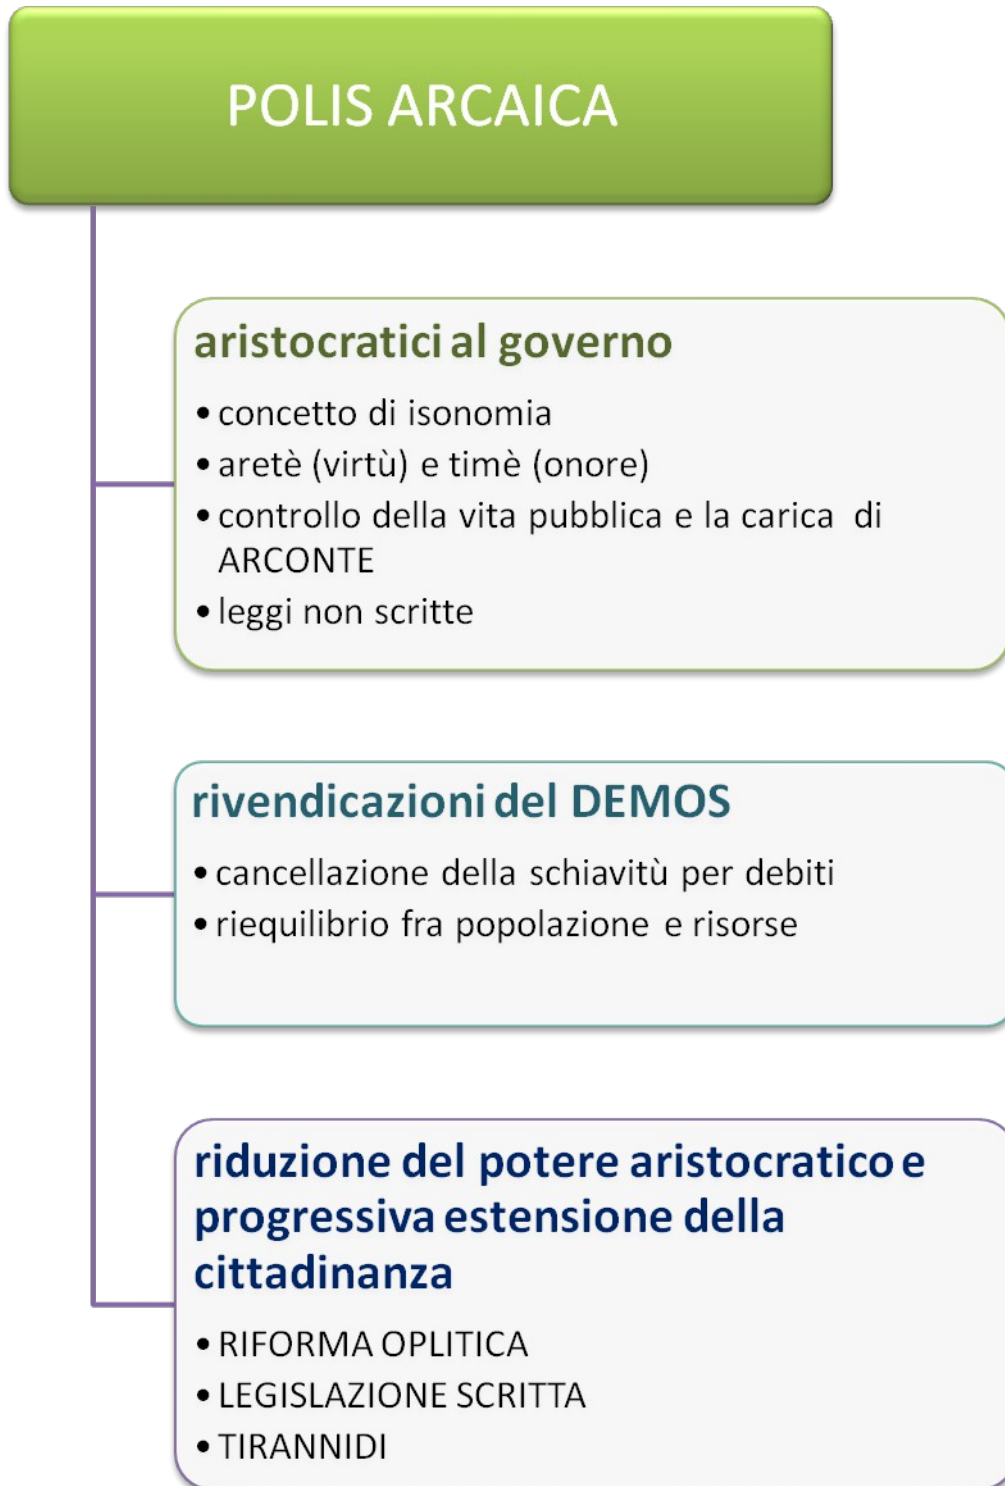 POLIS ARCAICA
aristocratici al governo
• concetto di isonomia
• aretè (virtù) e timè (onore)
• controllo della vita pubblica e la carica di
ARCONTE
• leggi non scritte
rivendicazioni del DEMOS
• cancellazione della schiavitù per debiti
• riequilibrio fra popolazione e risorse
riduzione del potere aristocratico e
progressiva estensione della
cittadinanza
• RIFORMA OPLITICA
• LEGISLAZIONE SCRITTA
• TIRANNIDI